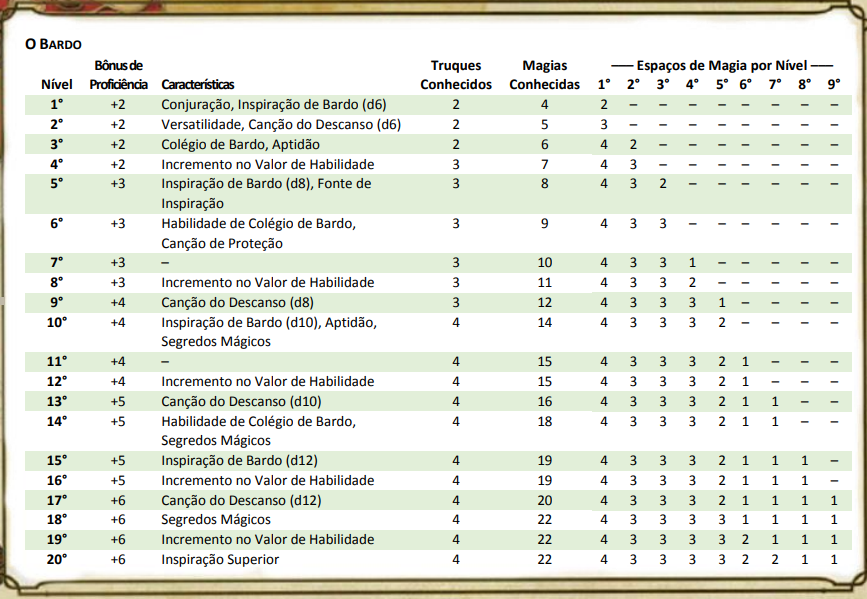 O BARDO
Bônus de Truques Magias — Espaços de Magia por Nível —
Nível Proficiência Características Conhecidos Conhecidas 1° 2° 3° 4° 5° 6° 7° 8° 9°
1° +2 Conjuração, Inspiração de Bardo (d6) 2 4 2 – – – – – – – –
2° +2 Versatilidade, Canção do Descanso (d6) 2 5 3 – – – – – – – –
3° +2 Colégio de Bardo, Aptidão 2 6 4 2 – – – – – – –
4° +2 Incremento no Valor de Habilidade 3 7 4 3 – – – – – – –
5° +3 Inspiração de Bardo (d8), Fonte de 3 8 4 3 2 – – – – – –
Inspiração
6° +3 Habilidade de Colégio de Bardo, 3 9 4 3 3 – – – – – –
Canção de Proteção
7° +3 – 3 10 4 3 3 1 – – – – –
8° +3 Incremento no Valor de Habilidade 3 11 4 3 3 2 – – – – –
9° +4 Canção do Descanso (d8) 3 12 4 3 3 3 1 – – – –
10° +4 Inspiração de Bardo (d10), Aptidão, 4 14 4 3 3 3 2 – – – –
Segredos Mágicos
11° +4 – 4 15 4 3 3 3 2 1 – – –
12° +4 Incremento no Valor de Habilidade 4 15 4 3 3 3 2 1 – – –
13° +5 Canção do Descanso (d10) 4 16 4 3 3 3 2 1 1 – –
14° +5 Habilidade de Colégio de Bardo, 4 18 4 3 3 3 2 1 1 – –
Segredos Mágicos
15° +5 Inspiração de Bardo (d12) 4 19 4 3 3 3 2 1 1 1 –
16° +5 Incremento no Valor de Habilidade 4 19 4 3 3 3 2 1 1 1 –
17° +6 Canção do Descanso (d12) 4 20 4 3 3 3 2 1 1 1 1
18° +6 Segredos Mágicos 4 22 4 3 3 3 3 1 1 1 1
19° +6 Incremento no Valor de Habilidade 4 22 4 3 3 3 3 2 1 1 1
20° +6 Inspiração Superior 4 22 4 3 3 3 3 2 2 1 1